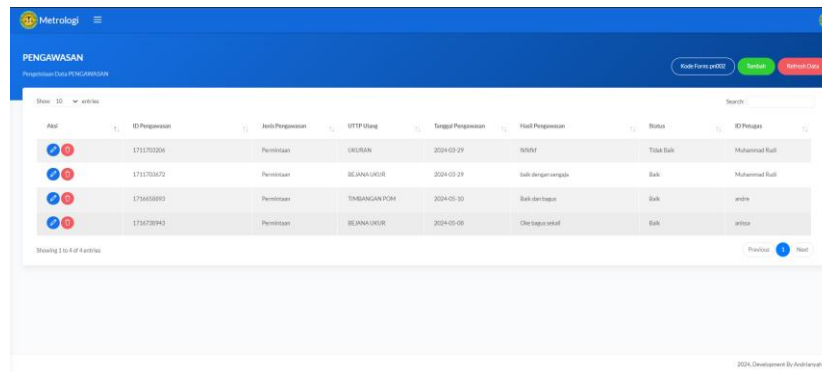 Metrologi
PENGAWASAN
Pengelolaan Data PENGAWASAN
Kode Form: pn002 Tambah Refresh Data
Show 10 entries Search:
Aksi ID Pengawasan Jenis Pengawasan UTTP Ulang Tanggal Pengawasan Hasil Pengawasan Status ID Petugas
1711703206 Permintaan UKURAN 2024-03-29 Tidak Baik Muhammad Rudi
1711703672 Permintaan BEJANA UKUR 2024-03-29 baik dengan sengaja Baik Muhammad Rudi
1716658093 Permintaan TIMBANGAN POM 2024-05-10 Baik dan bagus Baik andre
1716738943 Permintaan BEJANA UKUR 2024-05-08 Oke bagus sekali Baik anissa
Showing 1 to 4 of 4 entries Previous 1 Next
2024, Development By Andriansyah